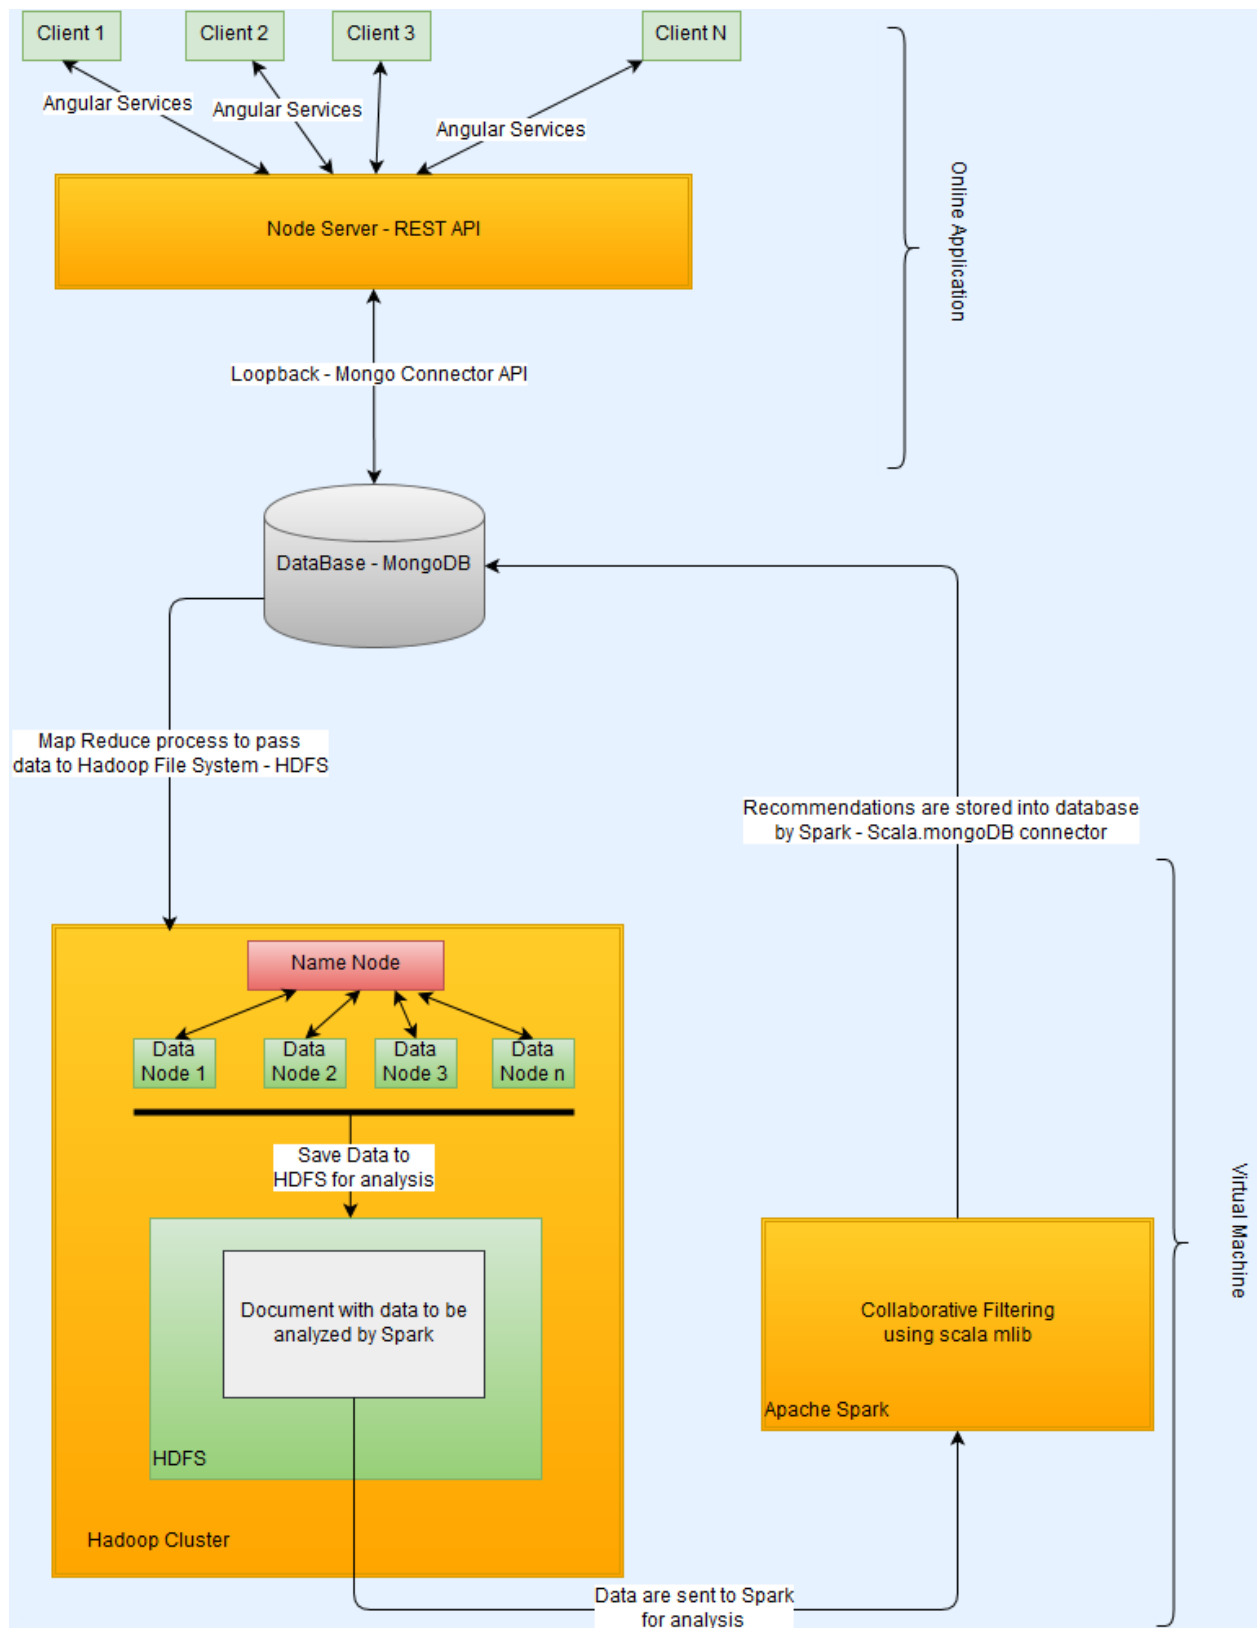 Client 1
Client 2
Client 3
Client N
Angular Services
Angular Services
Angular Services
Online Application
Node Server - REST API
Loopback - Mongo Connector API
DataBase - MongoDB
Map Reduce process to pass
data to Hadoop File System - HDFS
Recommendations are stored into database
by Spark - Scala.mongoDB connector
Name Node
Data
Node 1
Data
Node 2
Data
Node 3
Data
Node n
Save Data to
HDFS for analysis
Virtual Machine
Document with data to be
analyzed by Spark
HDFS
Hadoop Cluster
Collaborative Filtering
using scala mlib
Apache Spark
Data are sent to Spark
for analysis